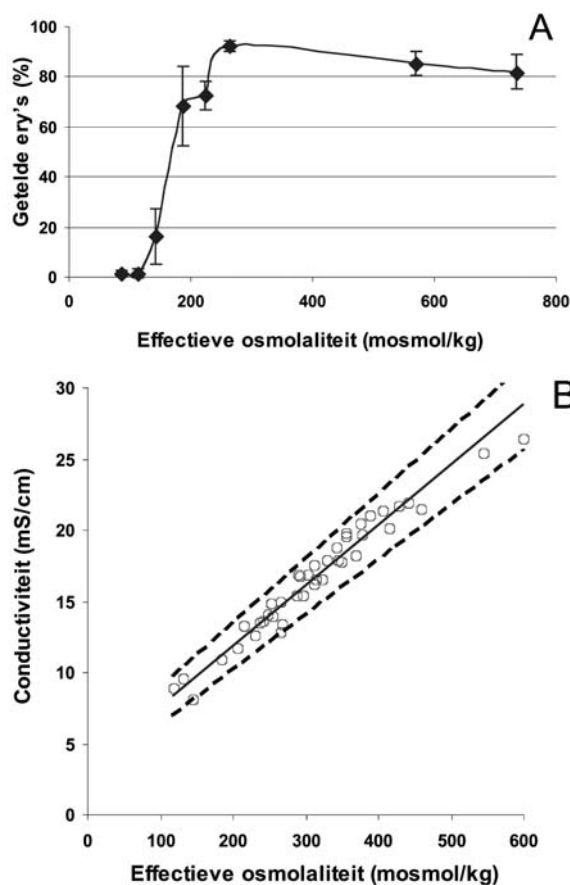 A
Getelde ery's (%)
100
80
60
40
20
0
0 200 400 600 800
Effectieve osmolaliteit (mosmol/kg)
B
Conductiviteit (mS/cm)
30
25
20
15
10
5
0
0 100 200 300 400 500 600
Effectieve osmolaliteit (mosmol/kg)